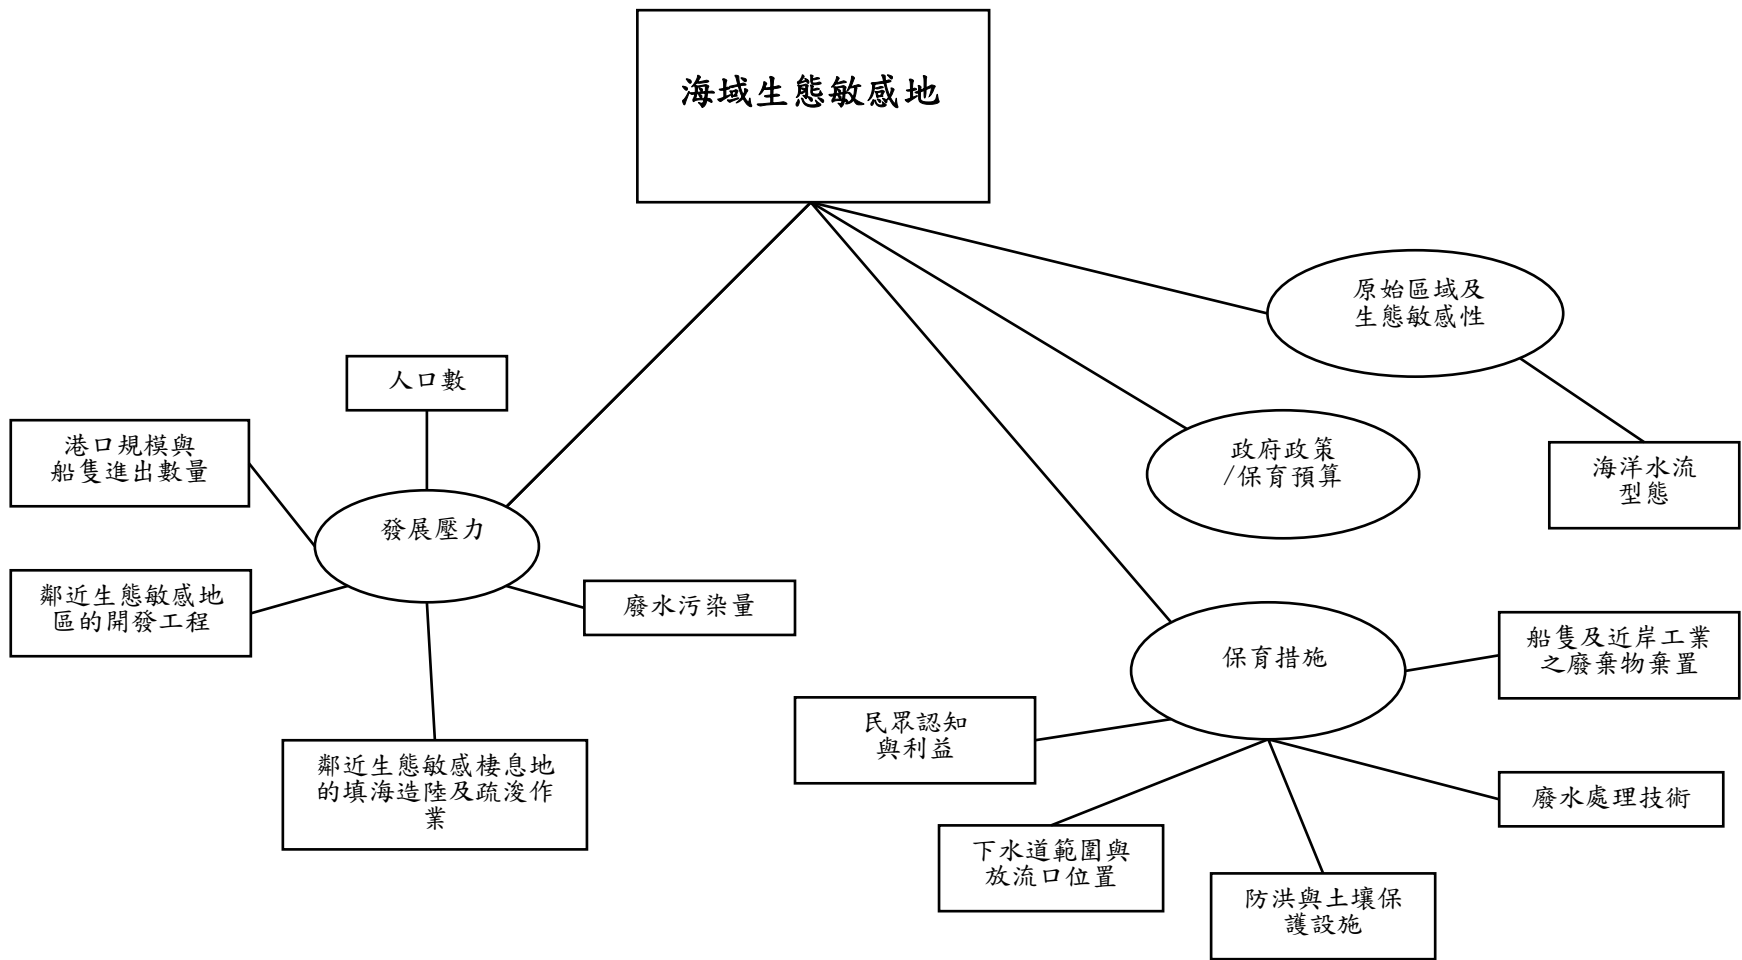 海域生態敏感地
原始區域及
生態敏感性
人口數
港口規模與
船隻進出數量
政府政策
/保育預算
海洋水流
型態
發展壓力
鄰近生態敏感地
區的開發工程
廢水污染量
船隻及近岸工業
之廢棄物棄置
保育措施
民眾認知
與利益
鄰近生態敏感棲息地
的填海造陸及疏浚作
業
廢水處理技術
下水道範圍與
放流口位置
防洪與土壤保
護設施